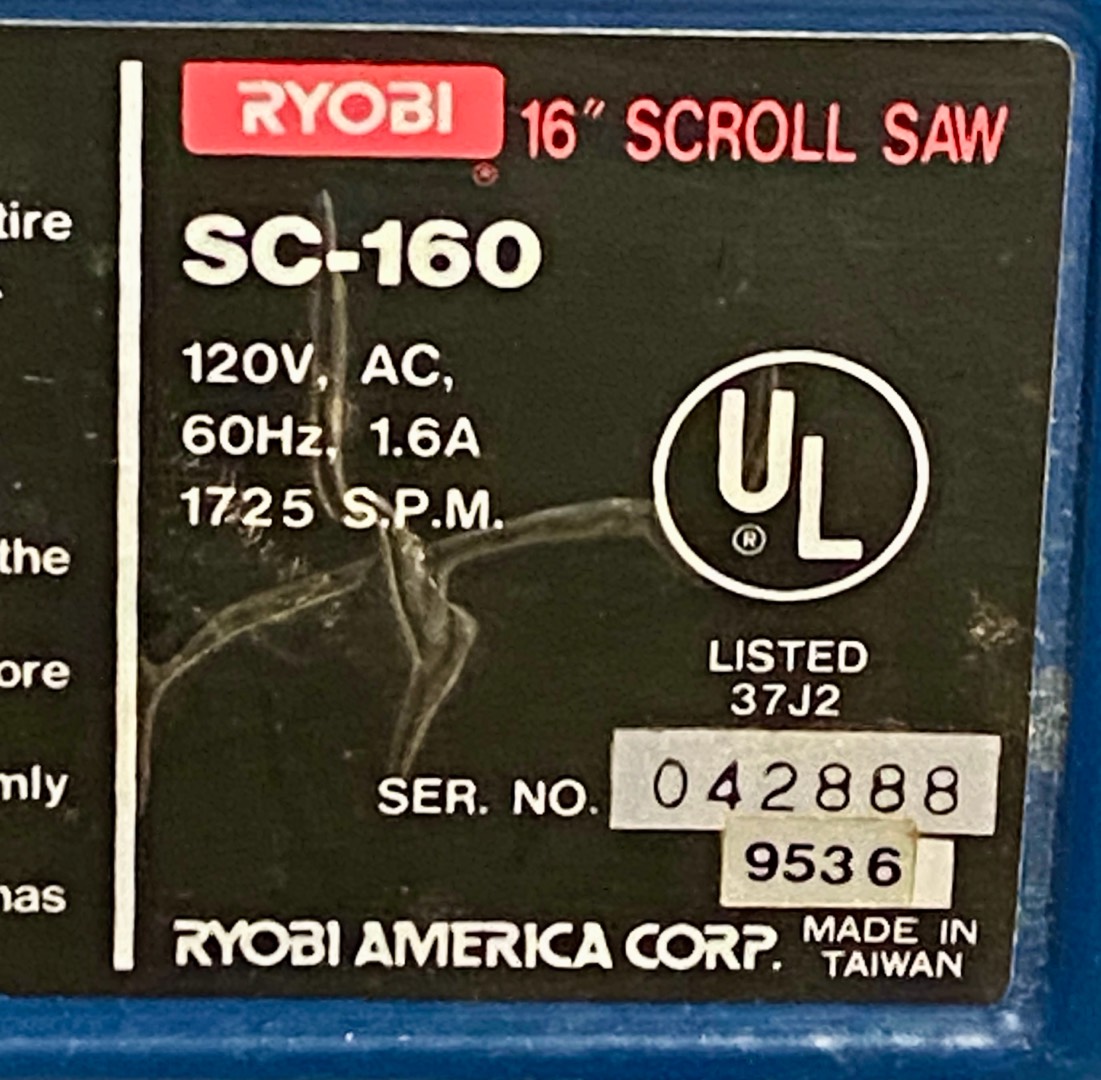 RYOBI
®
16" SCROLL SAW
SC-160
120V, AC,
60Hz, 1.6A
1725 S.P.M.
UL
®
LISTED
37J2
SER. NO. 042888
9536
RYOBI AMERICA CORP.
MADE IN
TAIWAN
tire
the
ore
mly
has